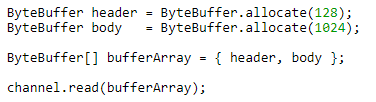 ByteBuffer header = ByteBuffer.allocate(128);
ByteBuffer body   = ByteBuffer.allocate(1024);
ByteBuffer[] bufferArray = { header, body };
channel.read(bufferArray);